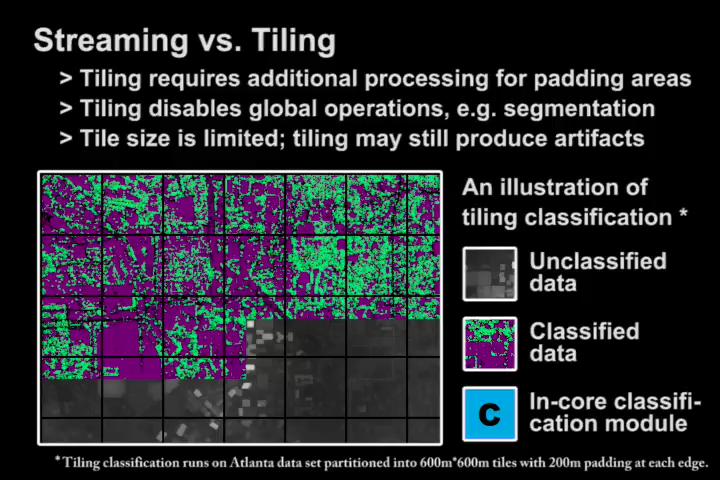 Streaming vs. Tiling
> Tiling requires additional processing for padding areas
> Tiling disables global operations, e.g. segmentation
> Tile size is limited; tiling may still produce artifacts
An illustration of
tiling classification *
Unclassified
data
Classified
data
C
In-core classifi-
cation module
* Tiling classification runs on Atlanta data set partitioned into 600m*600m tiles with 200m padding at each edge.